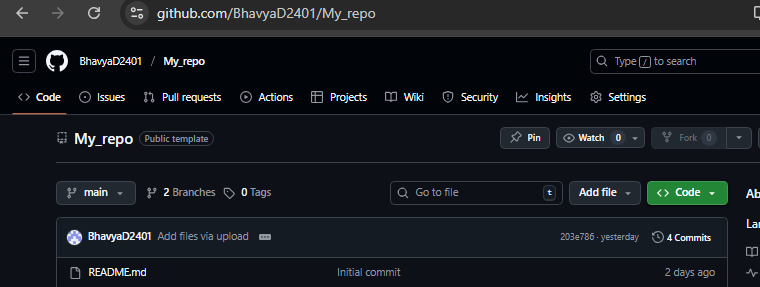 github.com/BhavyaD2401/My_repo
BhavyaD2401 / My_repo
Type / to search
Code Issues Pull requests Actions Projects Wiki Security Insights Settings
My_repo Public template
Pin Watch 0 Fork 0
main 2 Branches 0 Tags Go to file t Add file Code
Ab
BhavyaD2401 Add files via upload 203e786 · yesterday 4 Commits
Lan
README.md Initial commit 2 days ago